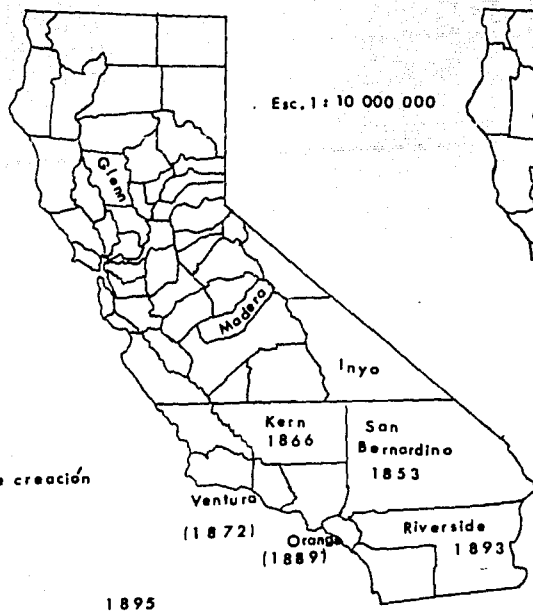 Esc. 1 : 10 000 000
Glenn
Madera
Inyo
Kern
1866
San
Bernardino
1853
e creación
Ventura
(1872)
Orange
(1889)
Riverside
1893
1895